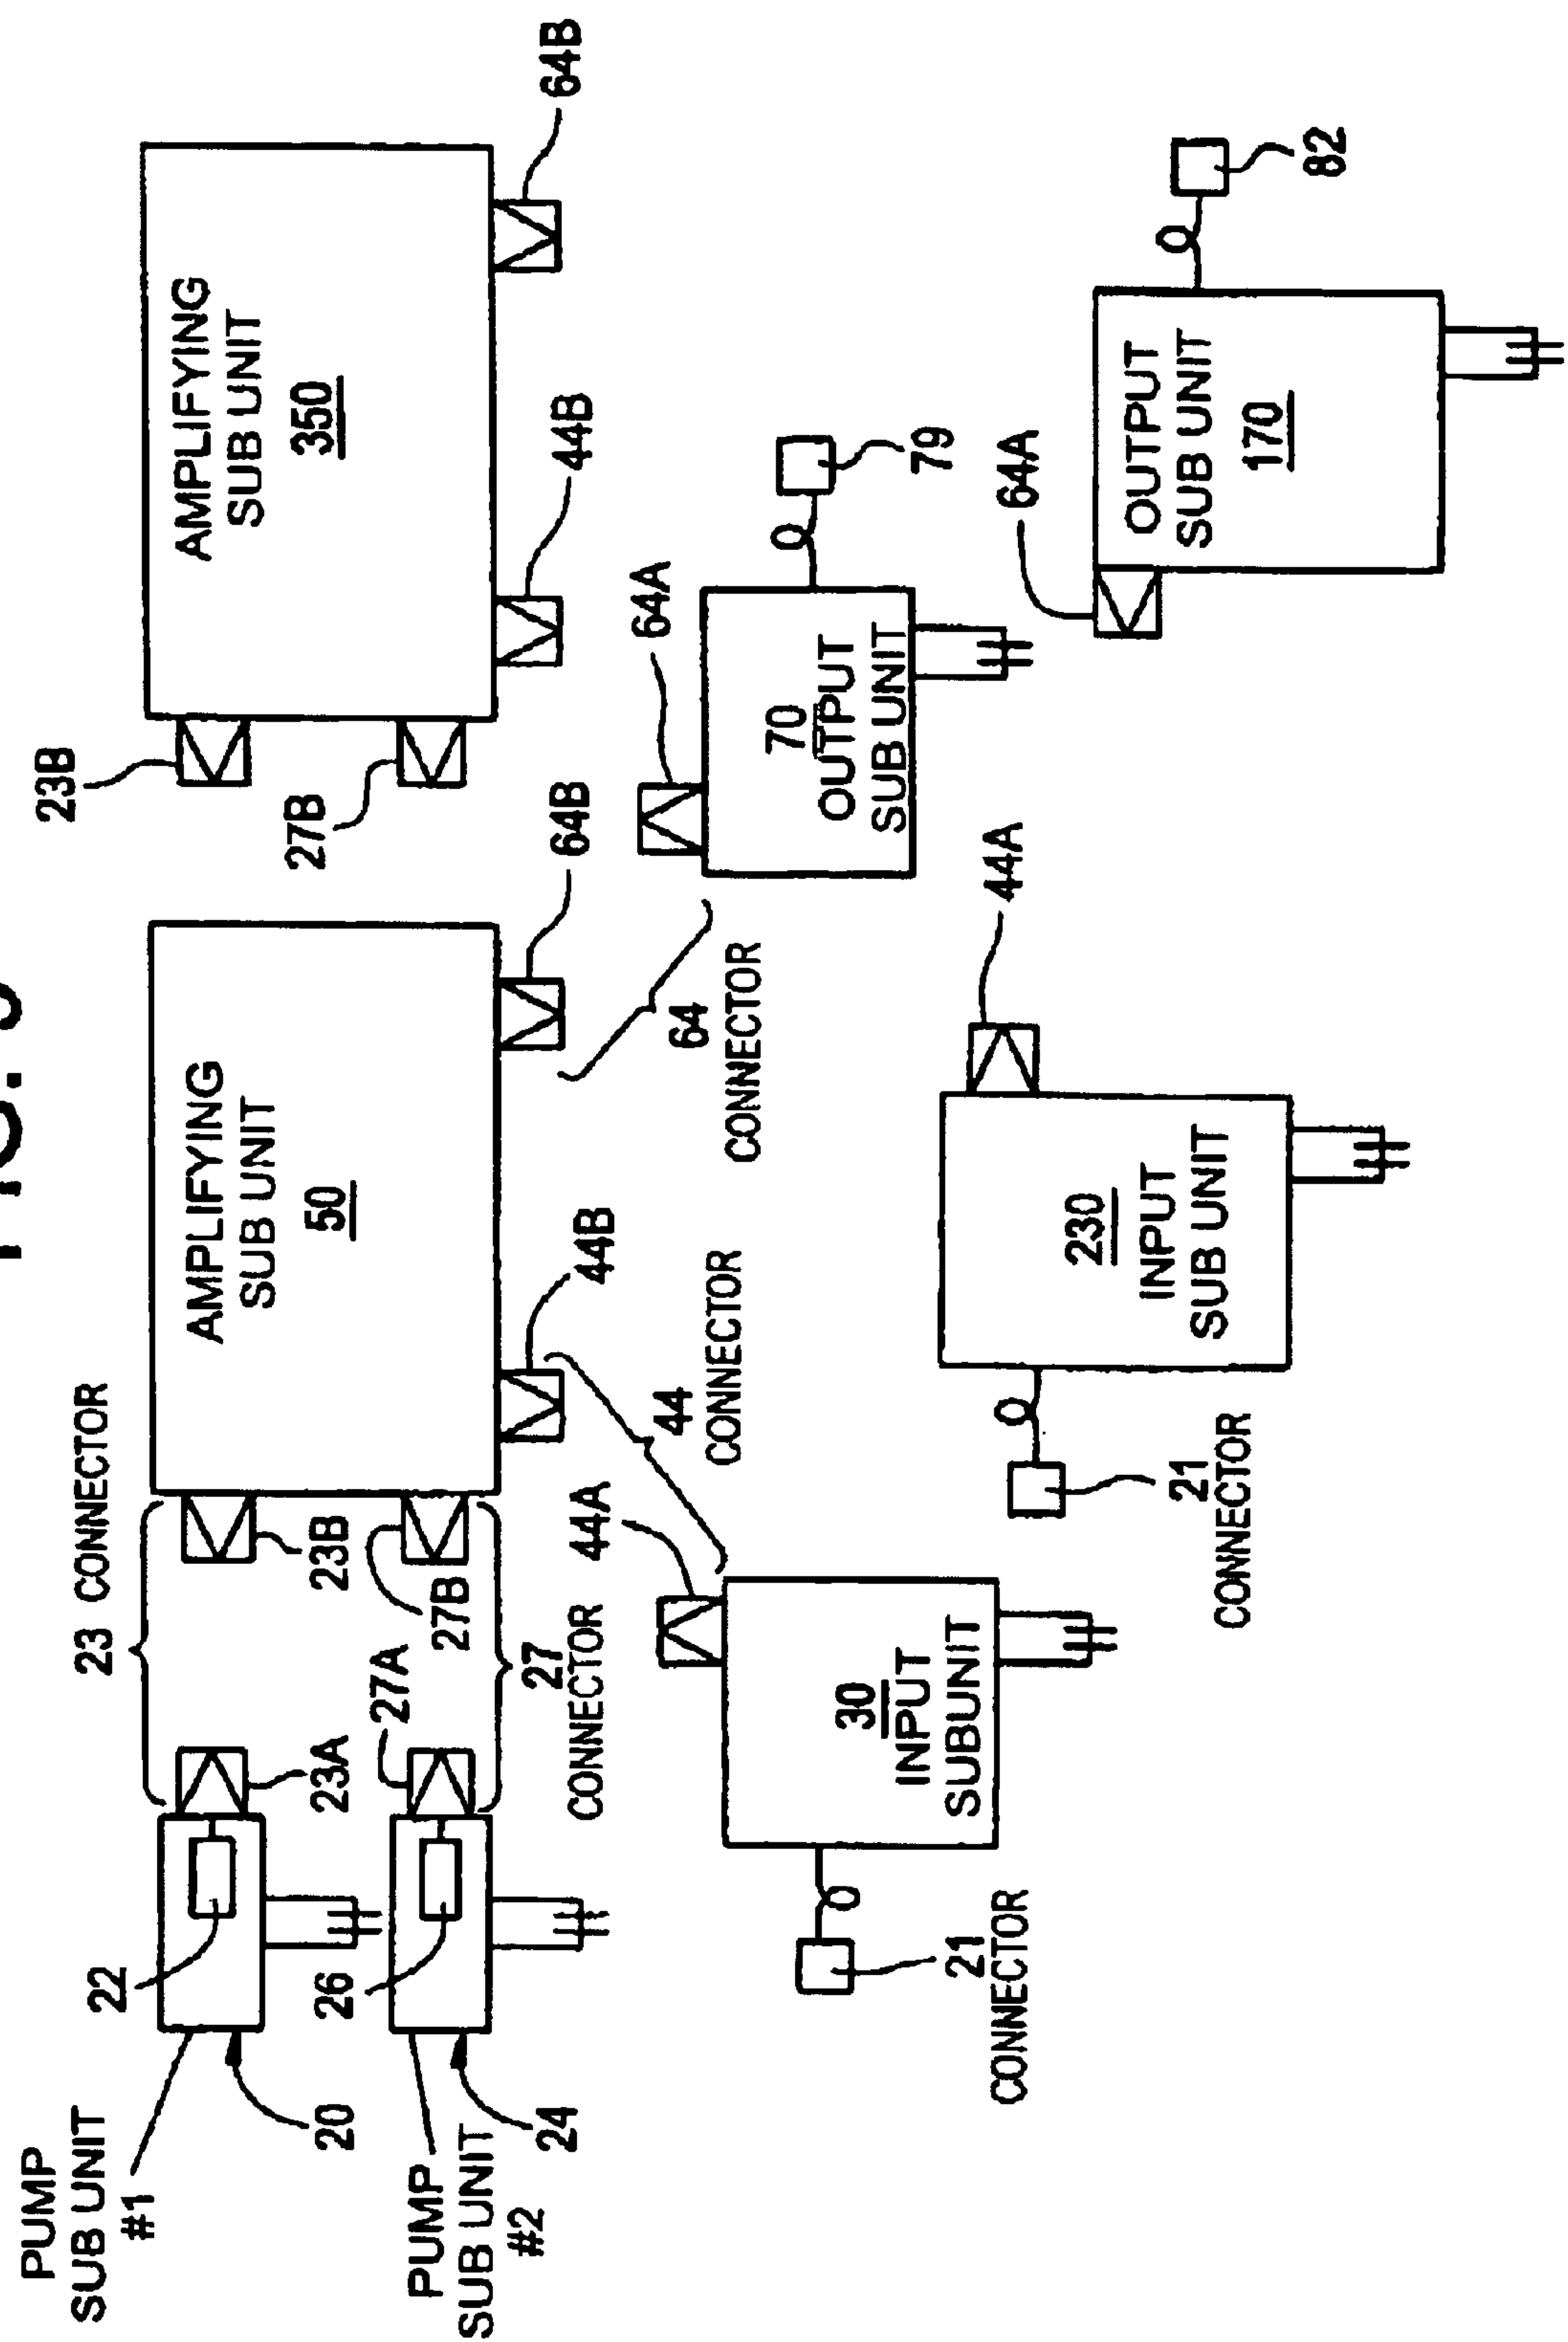 PUMP
SUB UNIT
#1
20
22
23 CONNECTOR
23A
23B
PUMP
SUB UNIT
#2
24
26
27A
27B
27
CONNECTOR
AMPLIFYING
SUB UNIT
50
44B
64B
23B
27B
AMPLIFYING
SUB UNIT
350
44B
64B
44A
44
CONNECTOR
64
CONNECTOR
64A
30
INPUT
SUBUNIT
21
CONNECTOR
70
OUTPUT
SUB UNIT
79
44A
230
INPUT
SUB UNIT
21
CONNECTOR
64A
OUTPUT
SUB UNIT
170
82